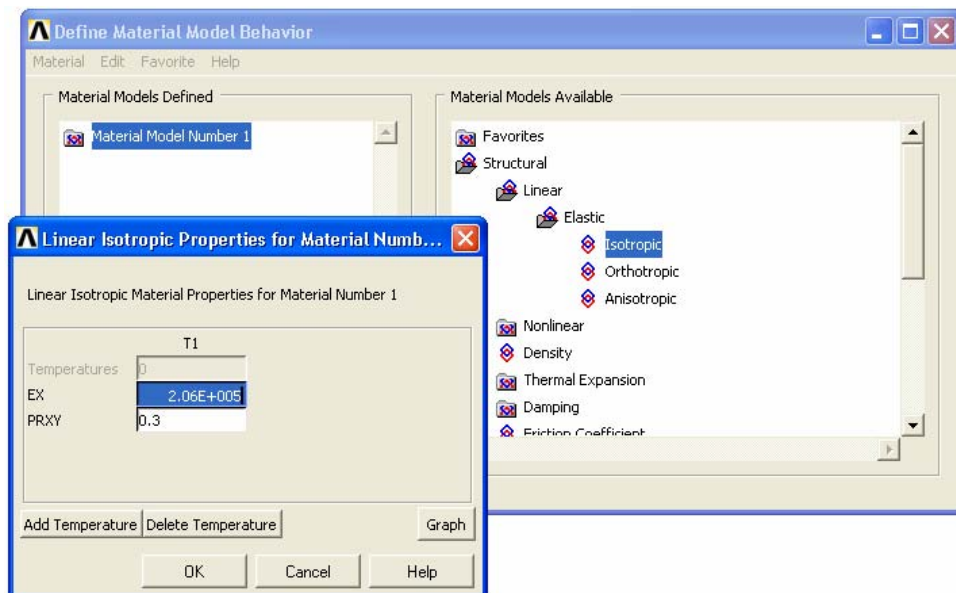 Define Material Model Behavior
Material Edit Favorite Help
Material Models Defined
Material Model Number 1
Material Models Available
Favorites
Structural
Linear
Elastic
Isotropic
Orthotropic
Anisotropic
Nonlinear
Density
Thermal Expansion
Damping
Friction Coefficient
Linear Isotropic Properties for Material Numb...
Linear Isotropic Material Properties for Material Number 1
T1
Temperatures 0
EX 2.06E+005
PRXY 0.3
Add Temperature Delete Temperature Graph
OK Cancel Help